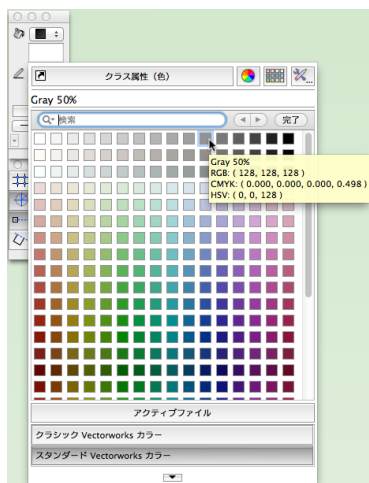 クラス属性（色）
Gray 50%
検索
完了
Gray 50%
RGB: ( 128, 128, 128 )
CMYK: ( 0.000, 0.000, 0.000, 0.498 )
HSV: ( 0, 0, 128 )
アクティブファイル
クラシック Vectorworks カラー
スタンダード Vectorworks カラー